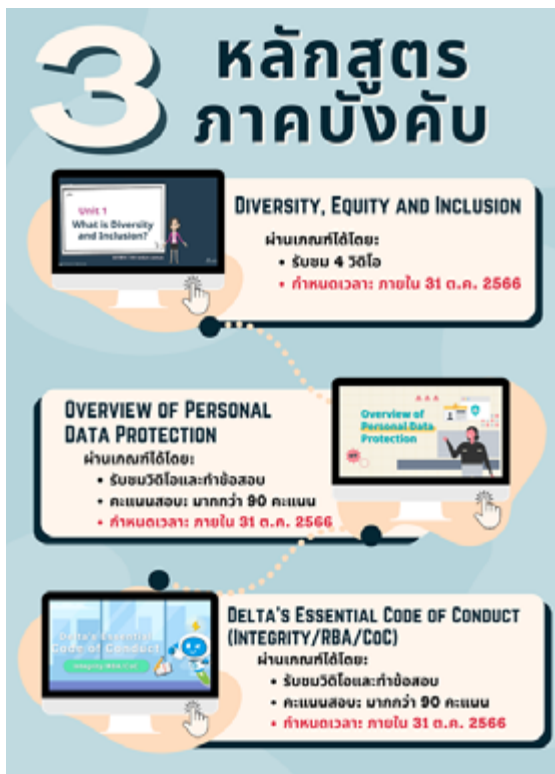 3 หลักสูตร
ภาคบังคับ
Unit 1
What is Diversity
and Inclusion?
DIVERSITY, EQUITY AND INCLUSION
ผ่านเกณฑ์ได้โดย:
• รับชม 4 วิดิโอ
• กำหนดเวลา: ภายใน 31 ต.ค. 2566
OVERVIEW OF PERSONAL
DATA PROTECTION
ผ่านเกณฑ์ได้โดย:
• รับชมวิดิโอและทำข้อสอบ
• คะแนนสอบ: มากกว่า 90 คะแนน
• กำหนดเวลา: ภายใน 31 ต.ค. 2566
Overview of
Personal Data
Protection
Delta's Essential
Code of Conduct
Integrity/RBA/CoC
DELTA'S ESSENTIAL CODE OF CONDUCT
(INTEGRITY/RBA/COC)
ผ่านเกณฑ์ได้โดย:
• รับชมวิดิโอและทำข้อสอบ
• คะแนนสอบ: มากกว่า 90 คะแนน
• กำหนดเวลา: ภายใน 31 ต.ค. 2566